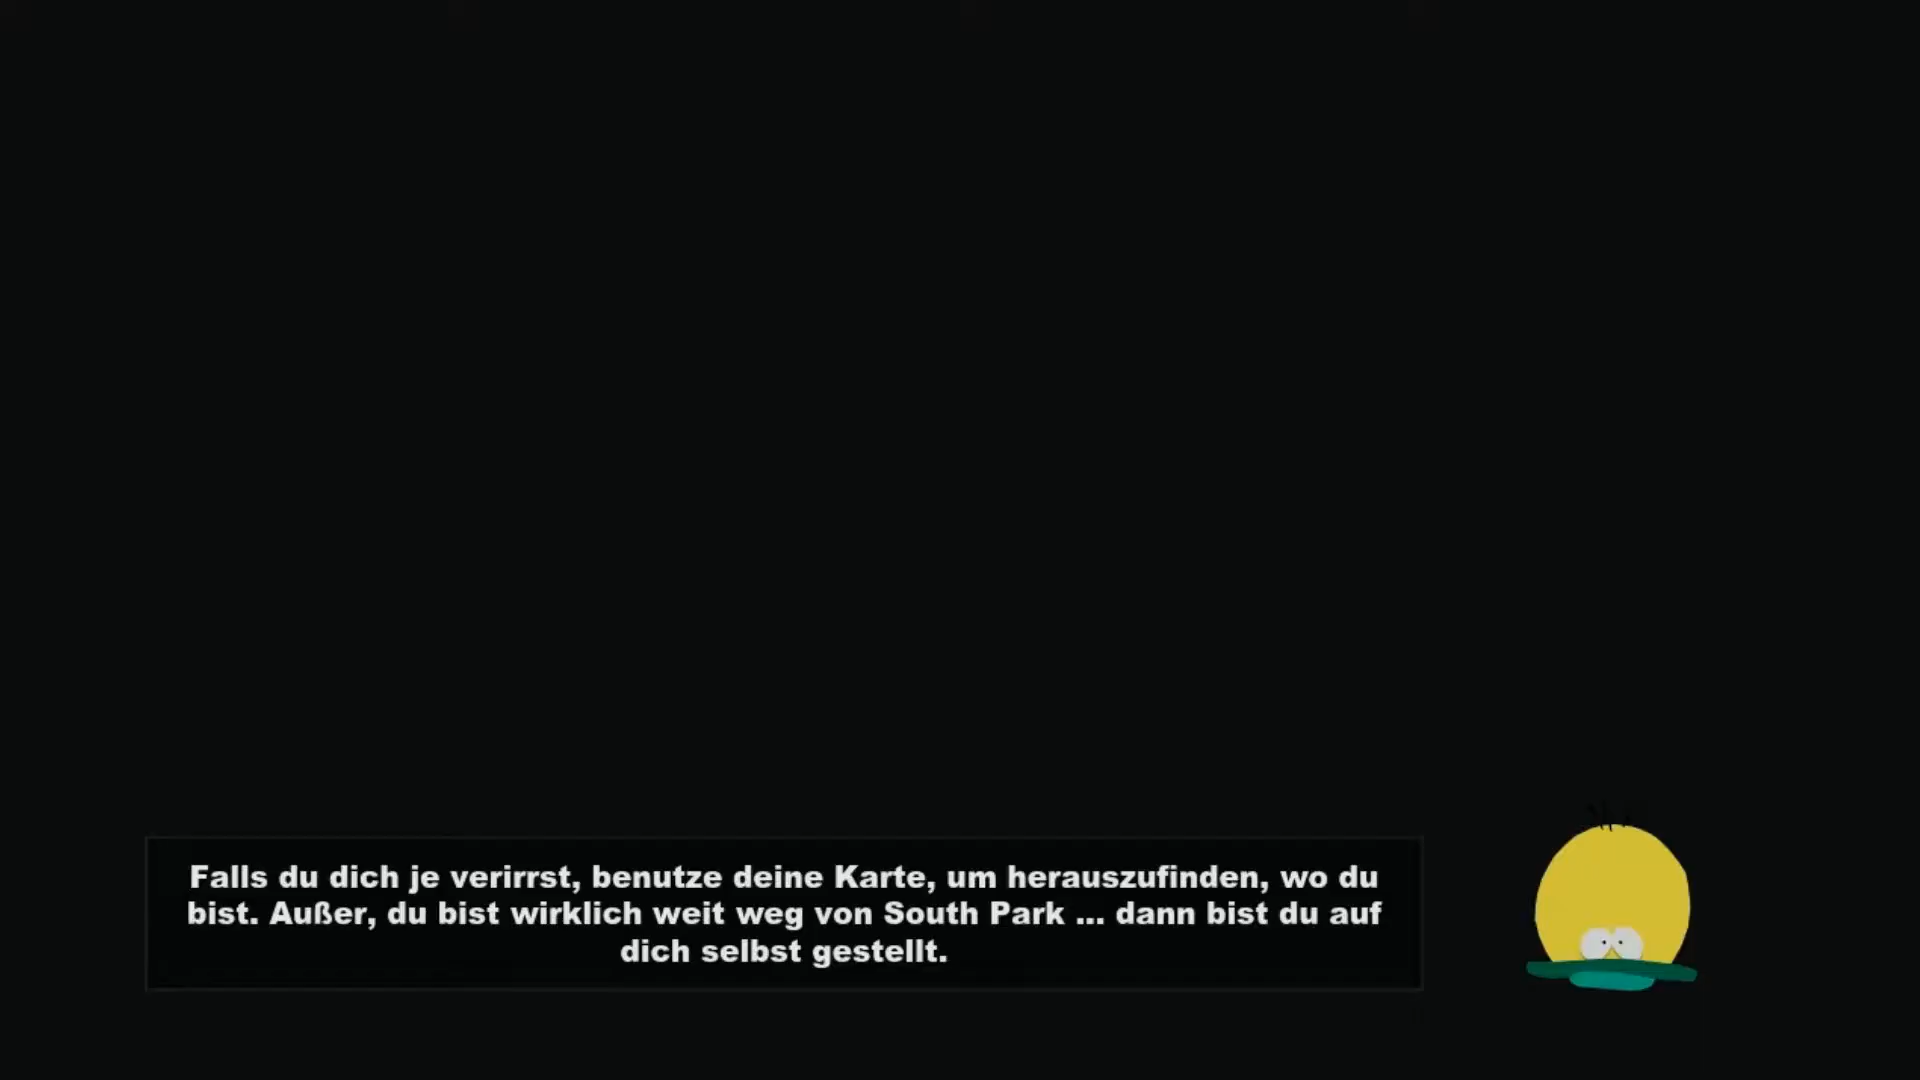 Falls du dich je verirrst, benutze deine Karte, um herauszufinden, wo du
bist. Außer, du bist wirklich weit weg von South Park ... dann bist du auf
dich selbst gestellt.